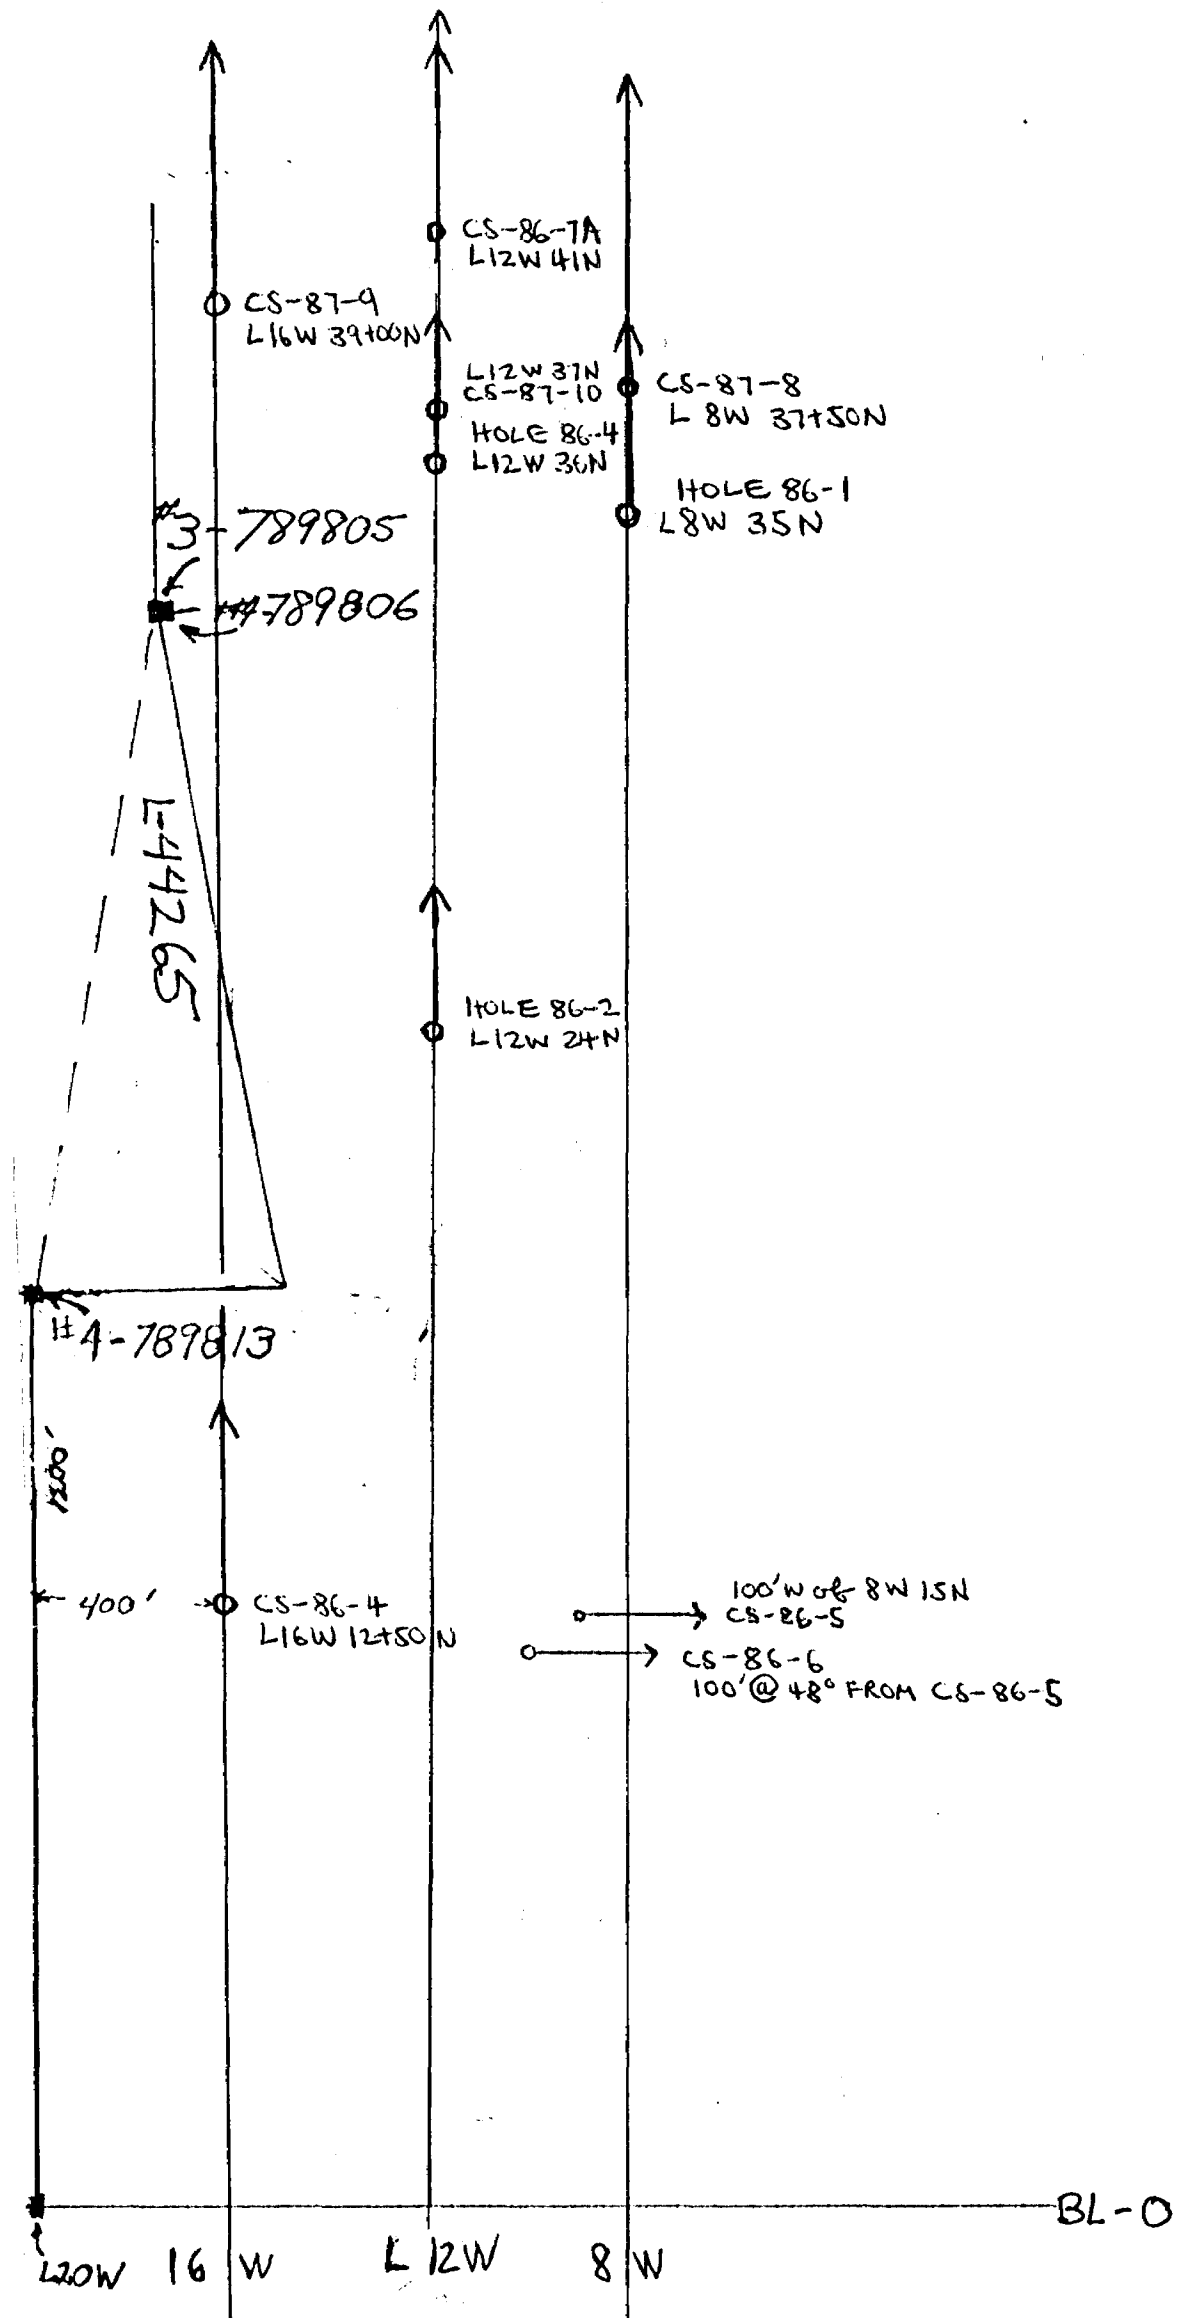 CS-86-7A
L12W 41N
CS-87-9
L16W 39+00N
L12W 37N
CS-87-10
CS-87-8
L 8W 37+50N
HOLE 86-4
L12W 36N
HOLE 86-1
L8W 35N
#3-789805
#4-789806
L-44265
HOLE 86-2
L12W 24N
#4-789813
400'
CS-86-4
L16W 12+50N
100'W of 8W 15N
CS-86-5
CS-86-6
100'@ 48° FROM CS-86-5
BL-0
L20W
16 W
L 12W
8 W